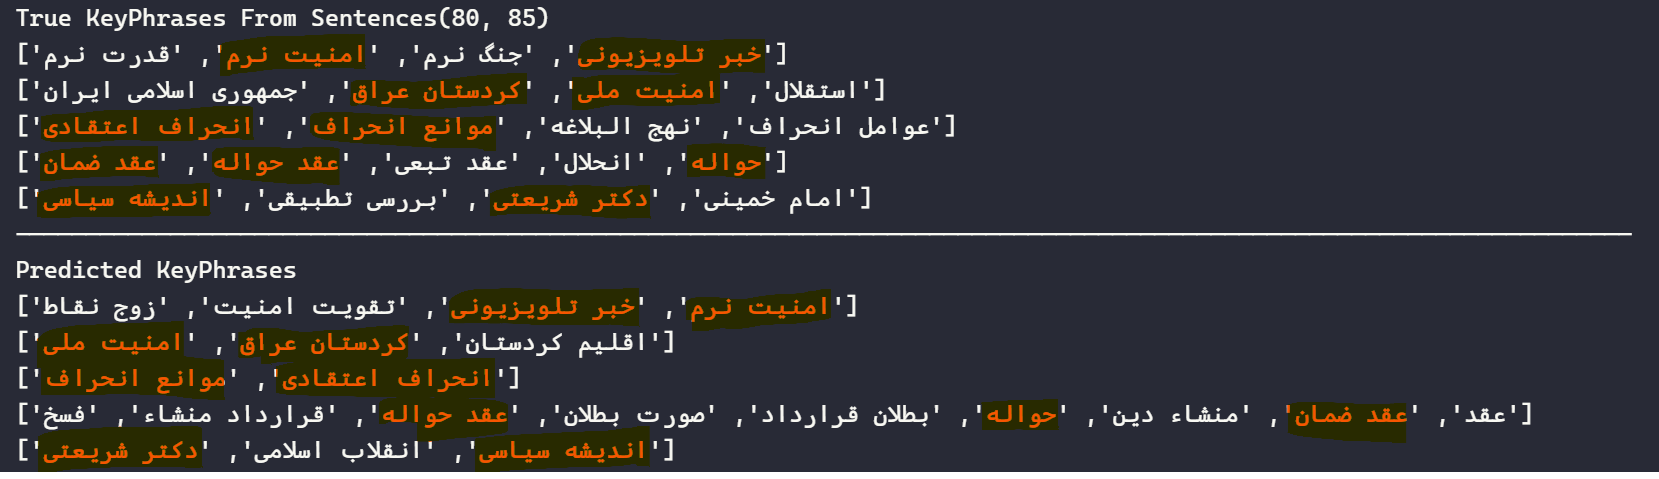 True KeyPhrases From Sentences(80, 85)
['قدرت نرم', 'امنیت نرم', 'جنگ نرم', 'خبر تلویزیونی']
['جمهوری اسلامی ایران', 'کردستان عراق', 'امنیت ملی', 'استقلال']
['انحراف اعتقادی', 'موانع انحراف', 'نهج البلاغه', 'عوامل انحراف']
['عقد ضمان', 'عقد حواله', 'عقد تبعی', 'انحلال', 'حواله']
['اندیشه سیاسی', 'بررسی تطبیقی', 'دکتر شریعتی', 'امام خمینی']
Predicted KeyPhrases
['زوج نقاط', 'تقویت امنیت', 'خبر تلویزیونی', 'امنیت نرم']
['امنیت ملی', 'کردستان عراق', 'اقلیم کردستان']
['موانع انحراف', 'انحراف اعتقادی']
['فسخ', 'قرارداد منشاء', 'عقد حواله', 'صورت بطلان', 'بطلان قرارداد', 'حواله', 'منشاء دین', 'عقد ضمان', 'عقد']
['دکتر شریعتی', 'انقلاب اسلامی', 'اندیشه سیاسی']